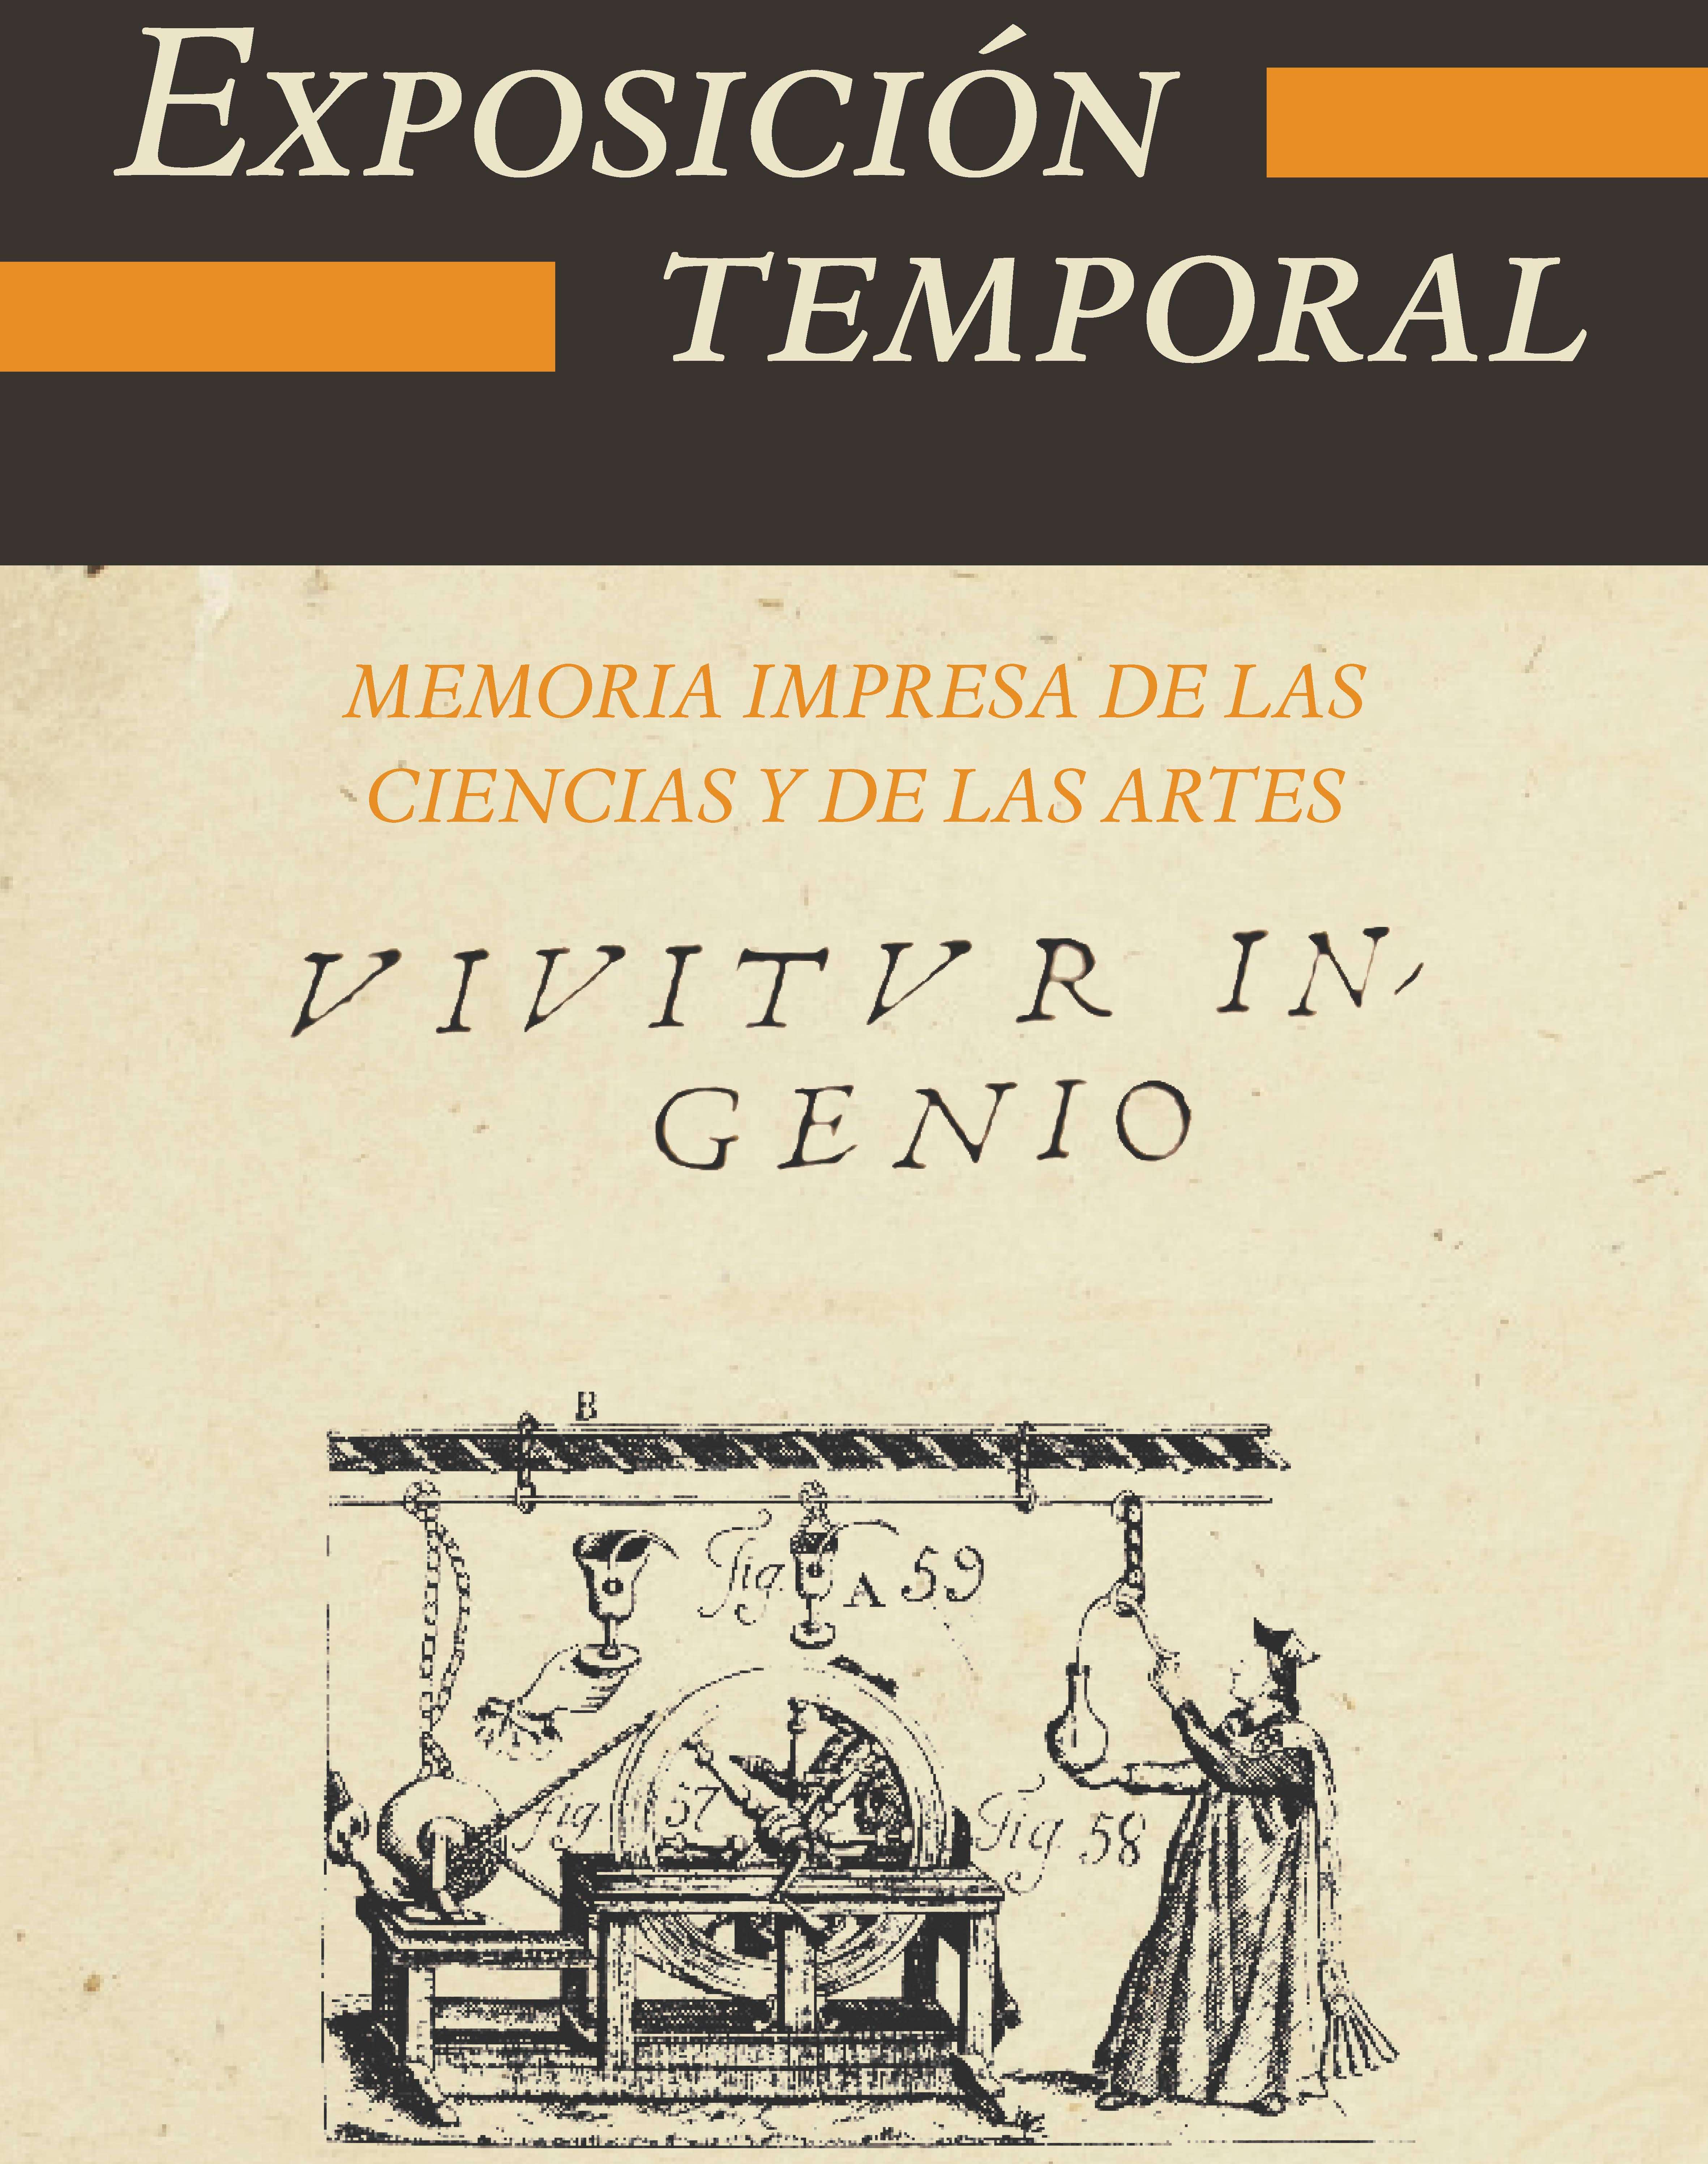 EXPOSICIÓN
TEMPORAL
MEMORIA IMPRESA DE LAS
CIENCIAS Y DE LAS ARTES
VIVITVR IN-
GENIO
B
Fig. A 59
fig. 57
Fig 58